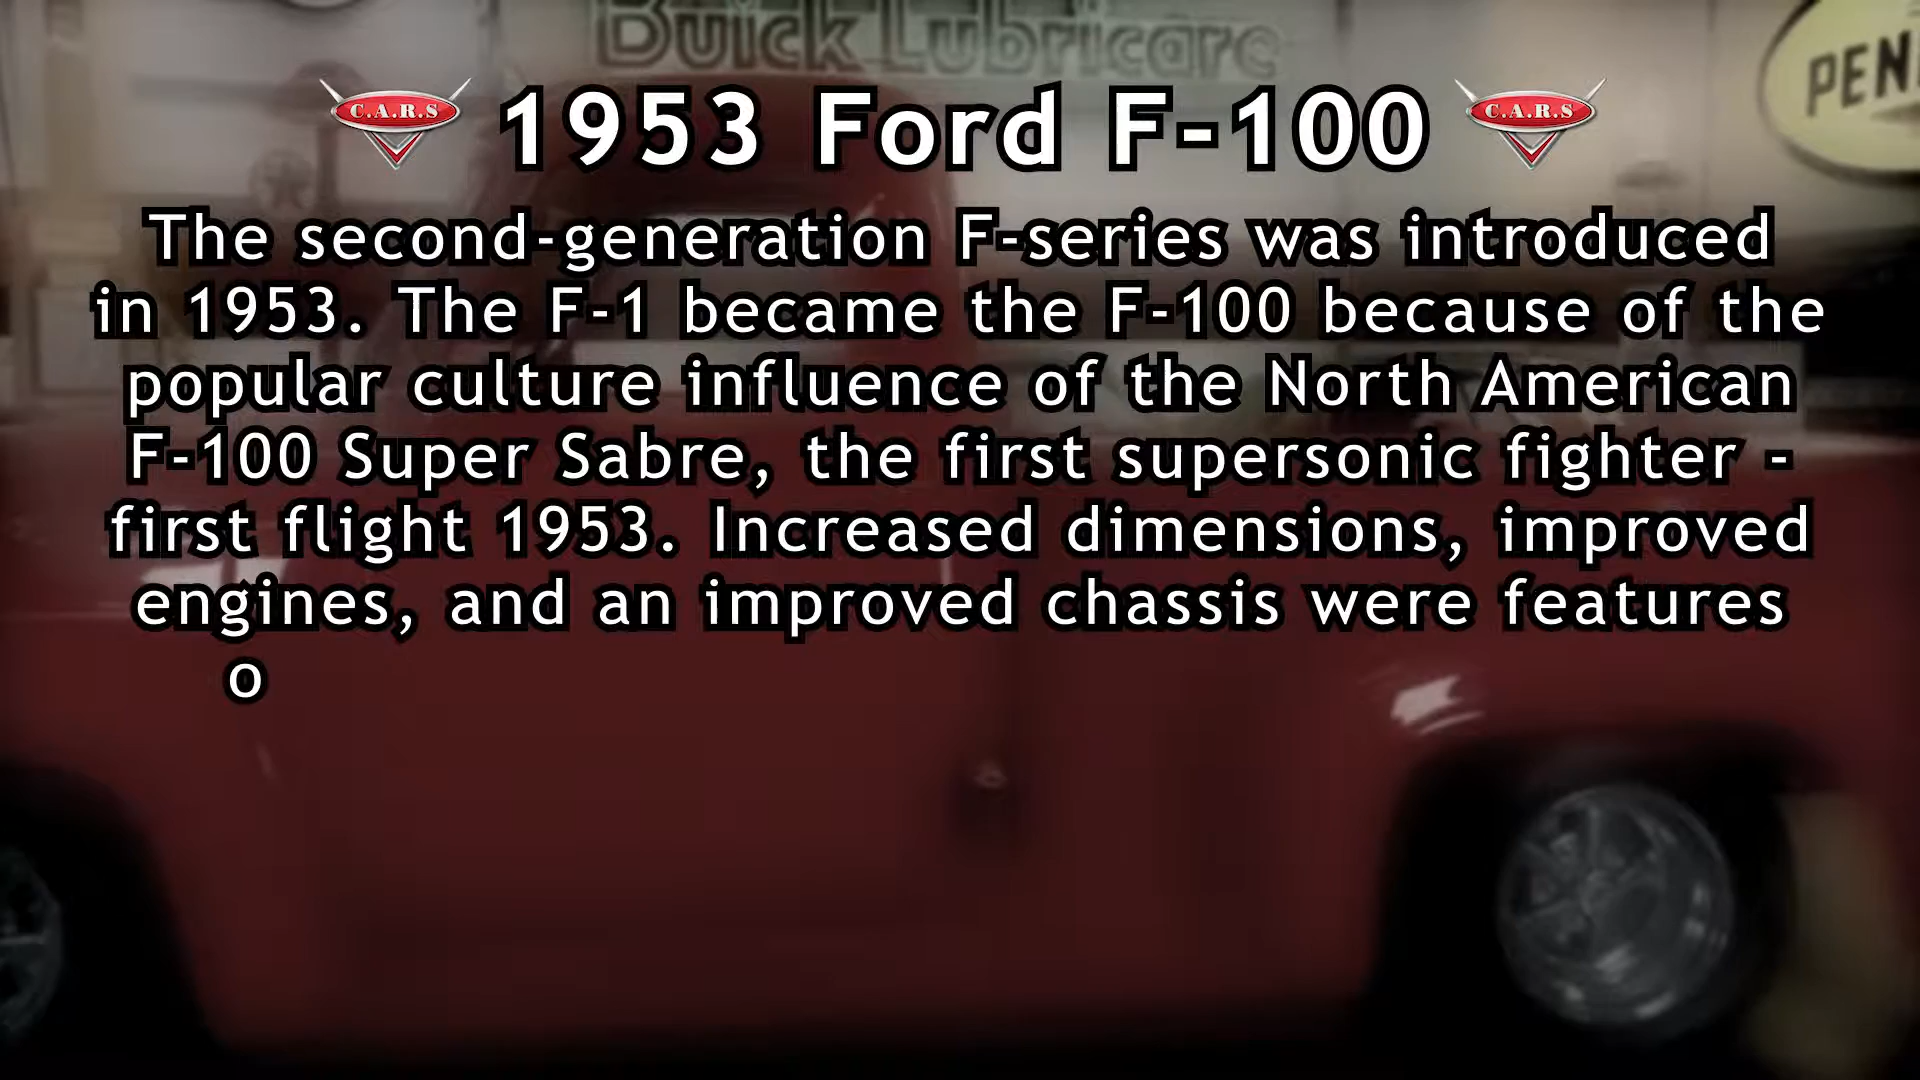 Buick Lubricare
PEN
C.A.R.S 1953 Ford F-100 C.A.R.S
The second-generation F-series was introduced
in 1953. The F-1 became the F-100 because of the
popular culture influence of the North American
F-100 Super Sabre, the first supersonic fighter -
first flight 1953. Increased dimensions, improved
engines, and an improved chassis were features
o